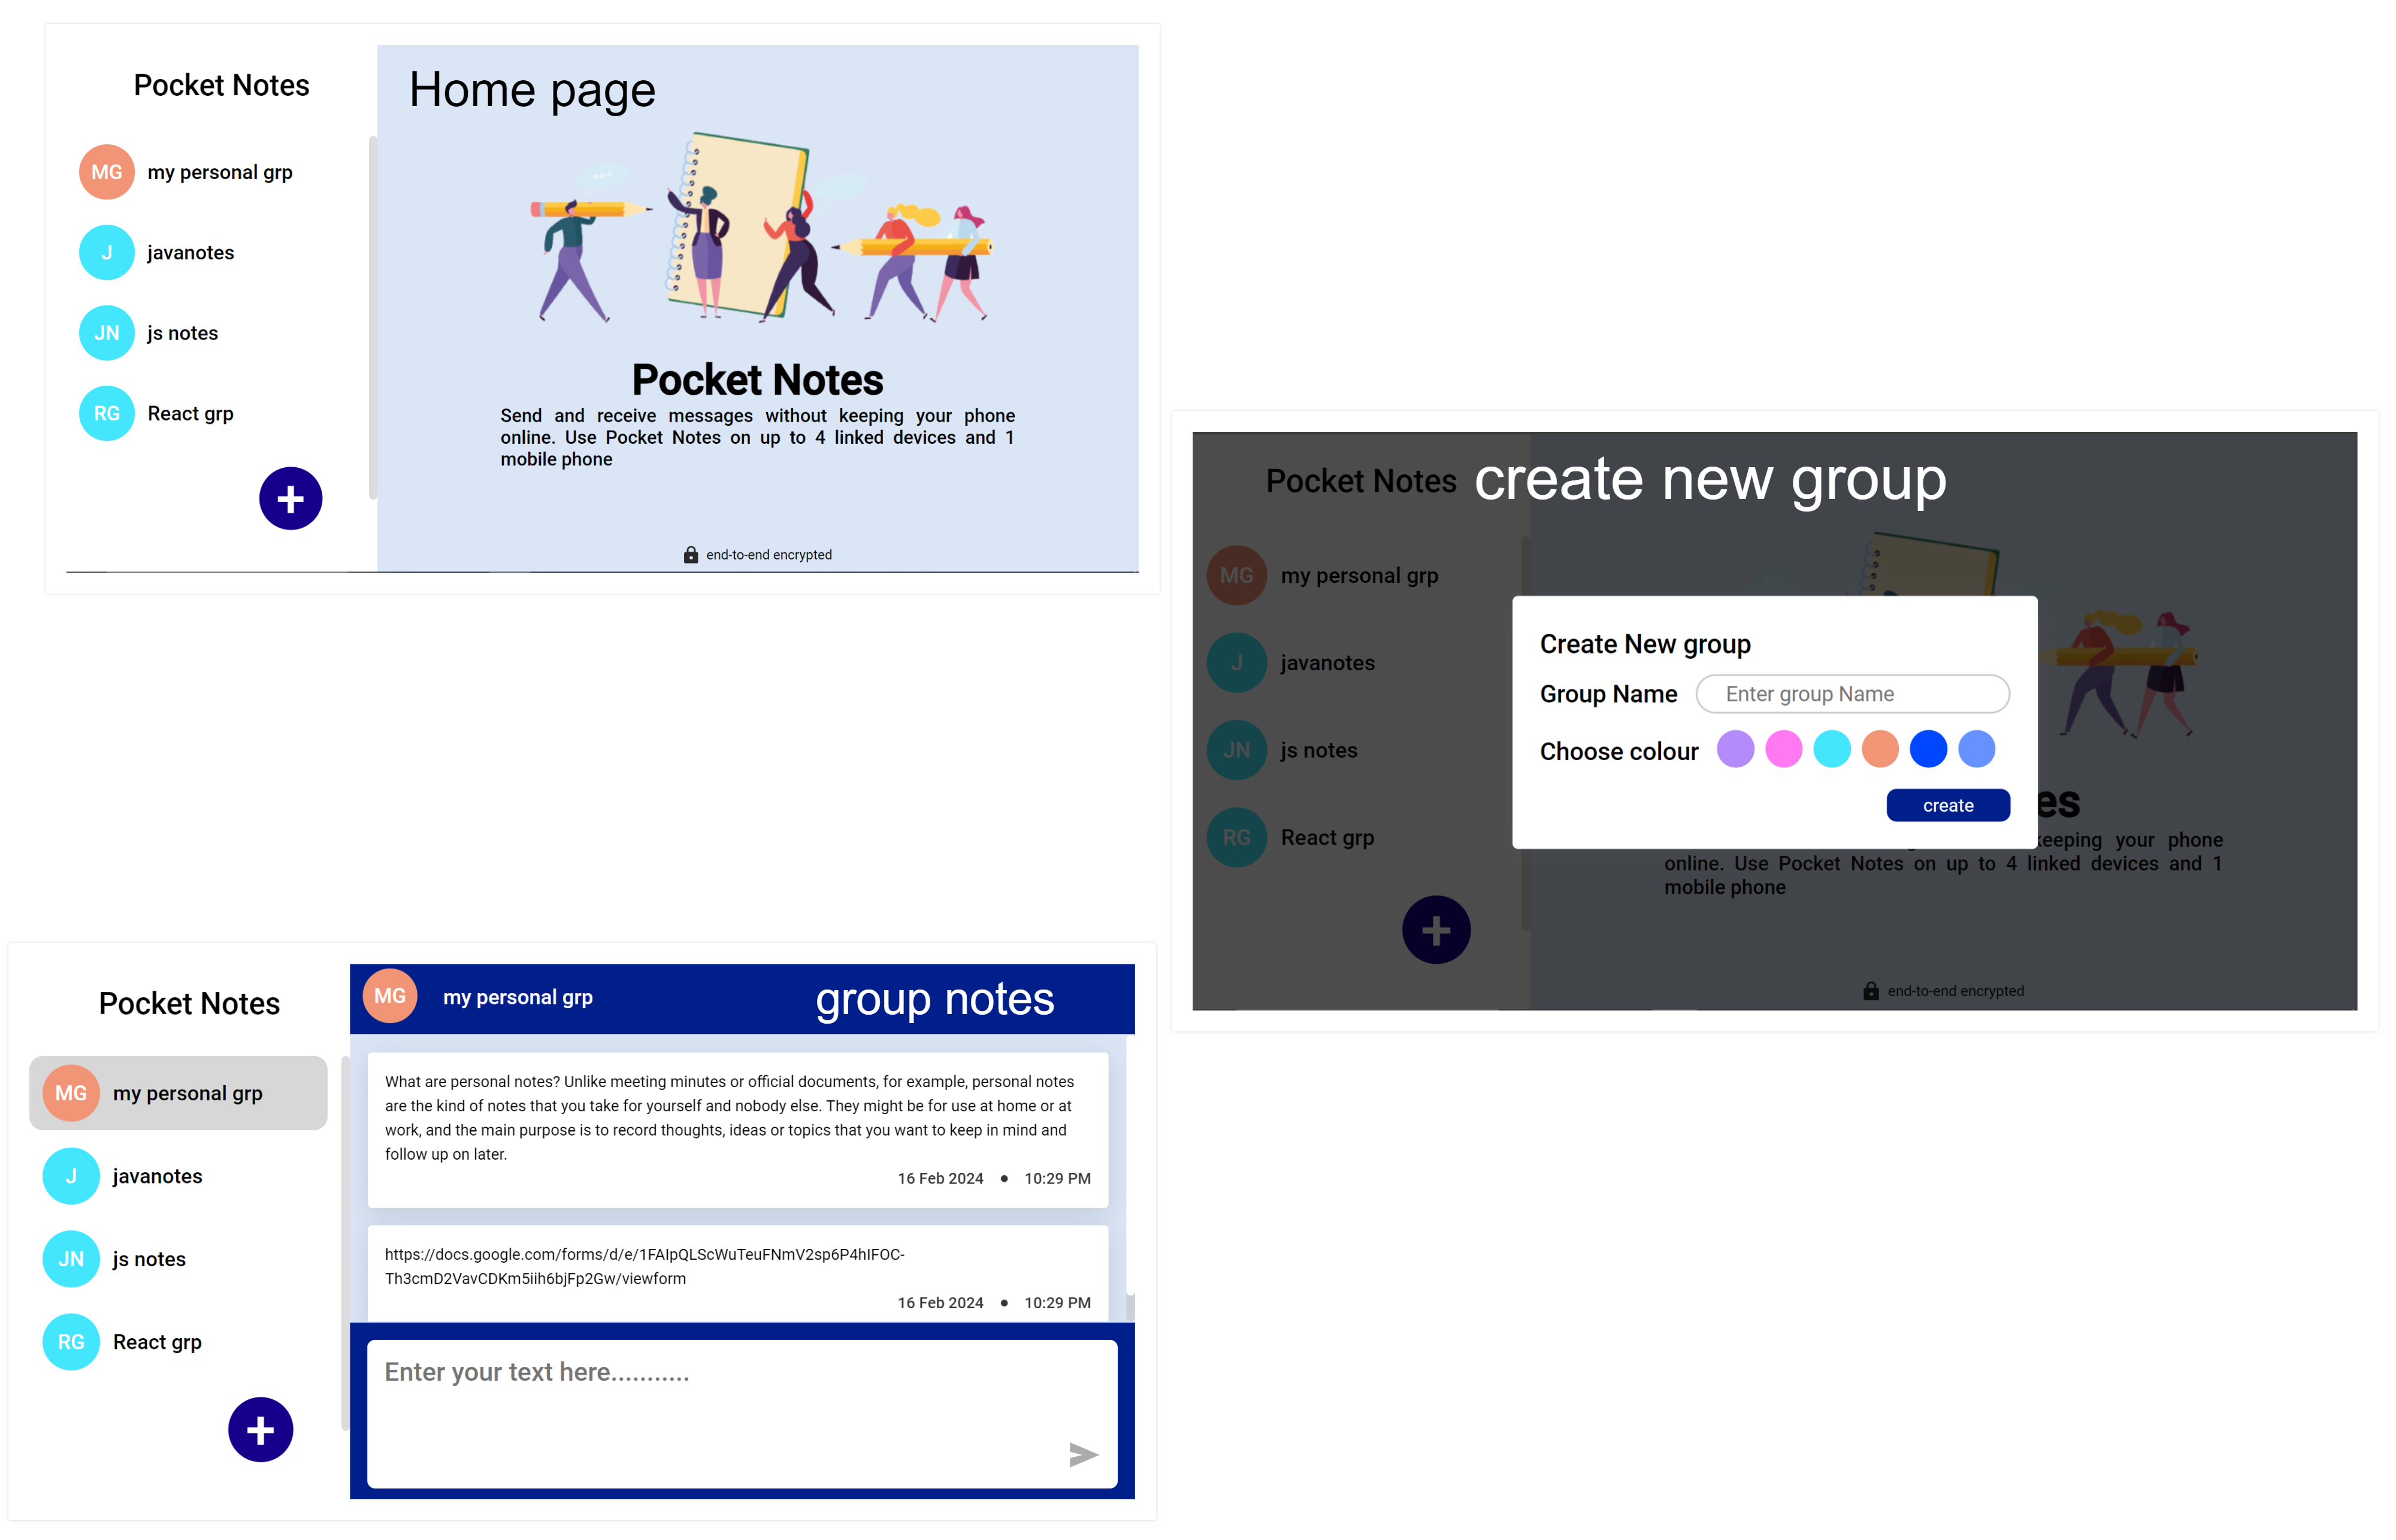 Pocket Notes
Home page
MG my personal grp
J javanotes
JN js notes
RG React grp
+
Pocket Notes
Send and receive messages without keeping your phone
online. Use Pocket Notes on up to 4 linked devices and 1
mobile phone
end-to-end encrypted
Pocket Notes create new group
MG my personal grp
J javanotes
JN js notes
RG React grp
+
Create New group
Group Name Enter group Name
Choose colour
create
es
keeping your phone
online. Use Pocket Notes on up to 4 linked devices and 1
mobile phone
end-to-end encrypted
Pocket Notes
MG my personal grp
J javanotes
JN js notes
RG React grp
+
MG my personal grp group notes
What are personal notes? Unlike meeting minutes or official documents, for example, personal notes
are the kind of notes that you take for yourself and nobody else. They might be for use at home or at
work, and the main purpose is to record thoughts, ideas or topics that you want to keep in mind and
follow up on later.
16 Feb 2024 • 10:29 PM
https://docs.google.com/forms/d/e/1FAIpQLScWuTeuFNmV2sp6P4hIFOC-
Th3cmD2VavCDKm5iih6bjFp2Gw/viewform
16 Feb 2024 • 10:29 PM
Enter your text here...........